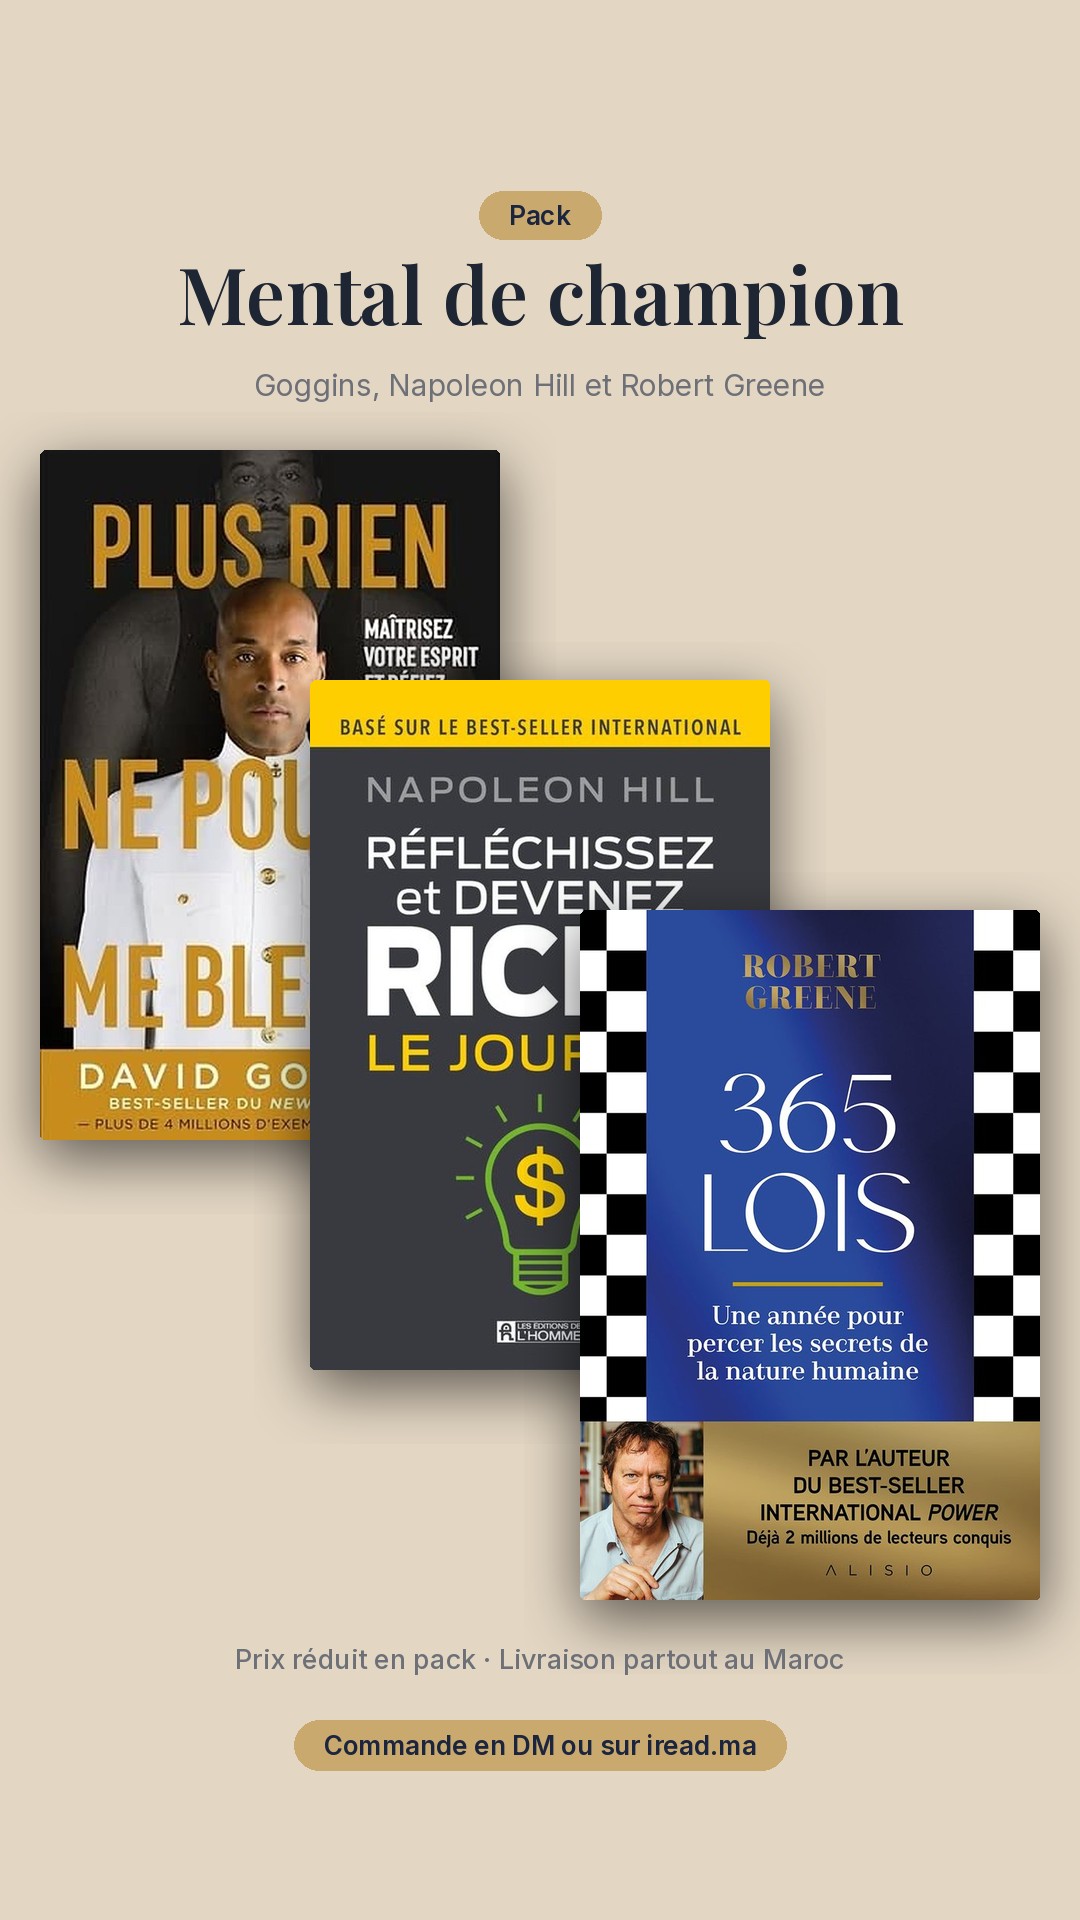 Pack
Mental de champion
Goggins, Napoleon Hill et Robert Greene
PLUS RIEN
MAÎTRISEZ
VOTRE ESPRIT
NE POU
ME BLE
DAVID GO
BEST-SELLER DU NEW
— PLUS DE 4 MILLIONS D'EXEM
BASÉ SUR LE BEST-SELLER INTERNATIONAL
NAPOLEON HILL
RÉFLÉCHISSEZ
et DEVENEZ
RICH
LE JOUR
$
LES ÉDITIONS DE
L'HOMME
ROBERT
GREENE
365
LOIS
Une année pour
percer les secrets de
la nature humaine
PAR L'AUTEUR
DU BEST-SELLER
INTERNATIONAL POWER
Déjà 2 millions de lecteurs conquis
ALISIO
Prix réduit en pack · Livraison partout au Maroc
Commande en DM ou sur iread.ma